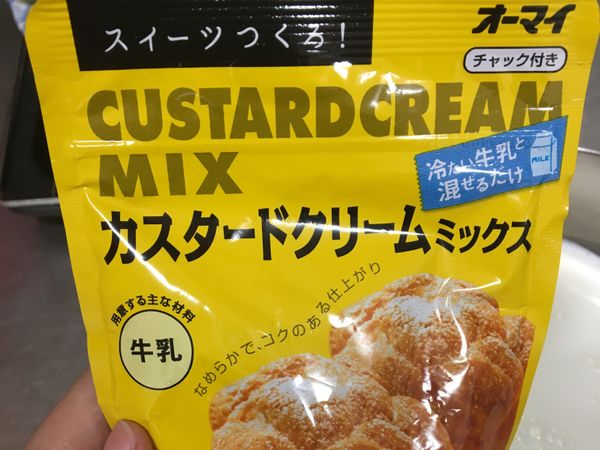 スイーツつくろ!
オーマイ
チャック付き
CUSTARDCREAM
MIX
冷たい牛乳と
混ぜるだけ
MILK
カスタードクリームミックス
用意する主な材料
牛乳
なめらかで、コクのある仕上がり